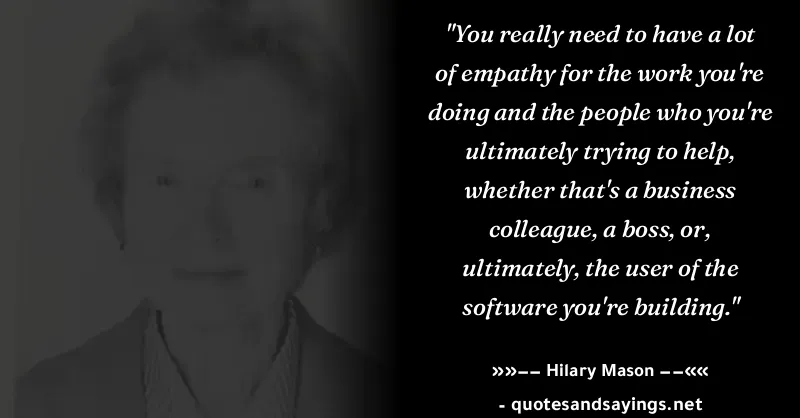 "You really need to have a lot
of empathy for the work you're
doing and the people who you're
ultimately trying to help,
whether that's a business
colleague, a boss, or,
ultimately, the user of the
software you're building."
»»−− Hilary Mason −−««
- quotesandsayings.net